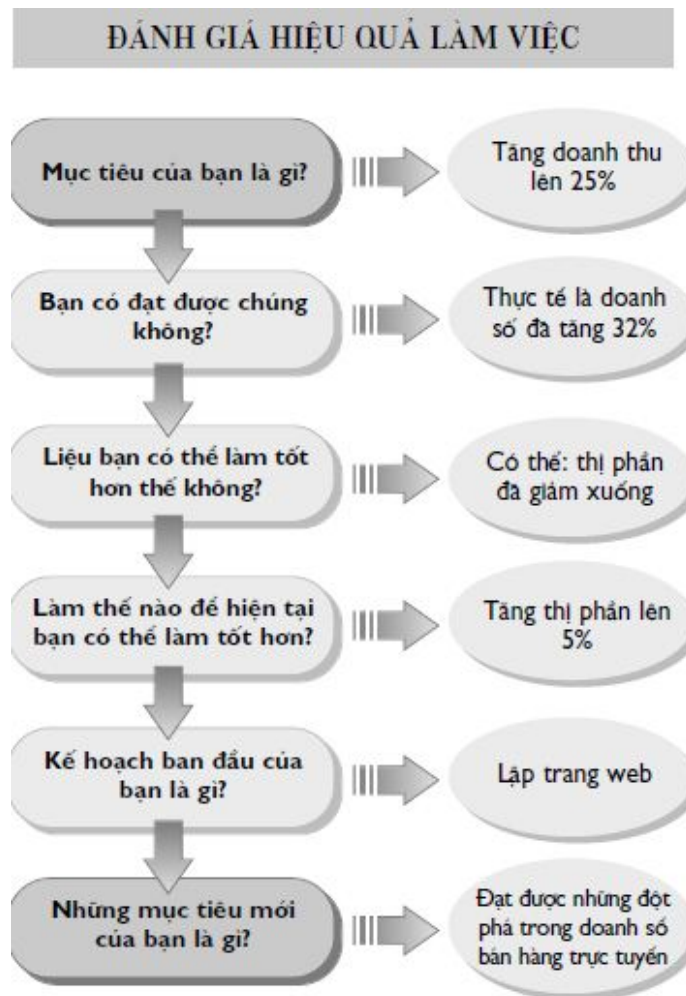 ĐÁNH GIÁ HIỆU QUẢ LÀM VIỆC
Mục tiêu của bạn là gì?
Tăng doanh thu
lên 25%
Bạn có đạt được chúng
không?
Thực tế là doanh
số đã tăng 32%
Liệu bạn có thể làm tốt
hơn thế không?
Có thể: thị phần
đã giảm xuống
Làm thế nào để hiện tại
bạn có thể làm tốt hơn?
Tăng thị phần lên
5%
Kế hoạch ban đầu của
bạn là gì?
Lập trang web
Những mục tiêu mới
của bạn là gì?
Đạt được những đột
phá trong doanh số
bán hàng trực tuyến